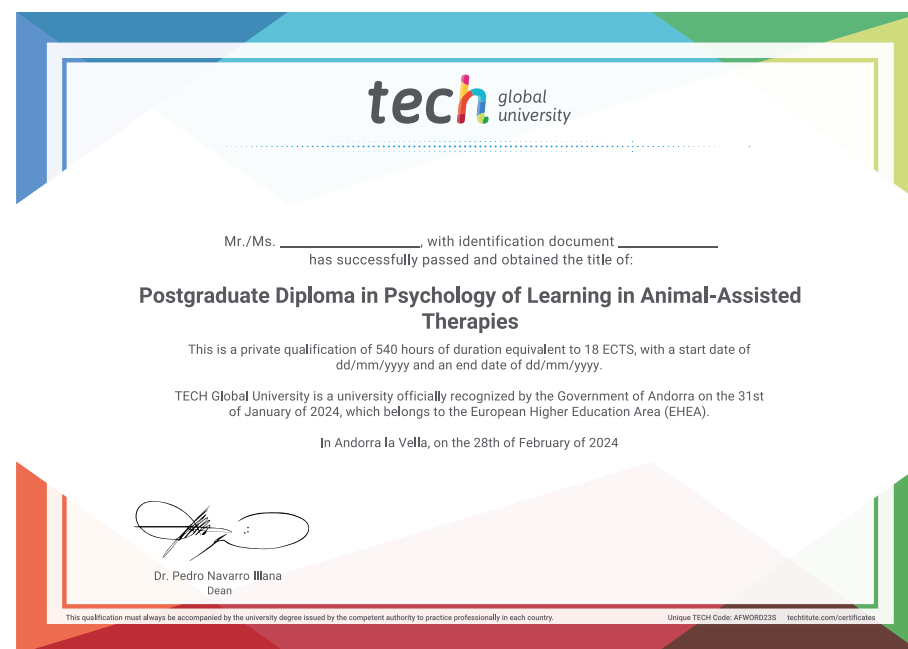 tech global
university
Mr./Ms. ____________________, with identification document ______________
has successfully passed and obtained the title of:
Postgraduate Diploma in Psychology of Learning in Animal-Assisted
Therapies
This is a private qualification of 540 hours of duration equivalent to 18 ECTS, with a start date of
dd/mm/yyyy and an end date of dd/mm/yyyy.
TECH Global University is a university officially recognized by the Government of Andorra on the 31st
of January of 2024, which belongs to the European Higher Education Area (EHEA).
In Andorra la Vella, on the 28th of February of 2024
Dr. Pedro Navarro Illana
Dean
This qualification must always be accompanied by the university degree issued by the competent authority to practice professionally in each country. Unique TECH Code: AFWORD23S techtitute.com/certificates